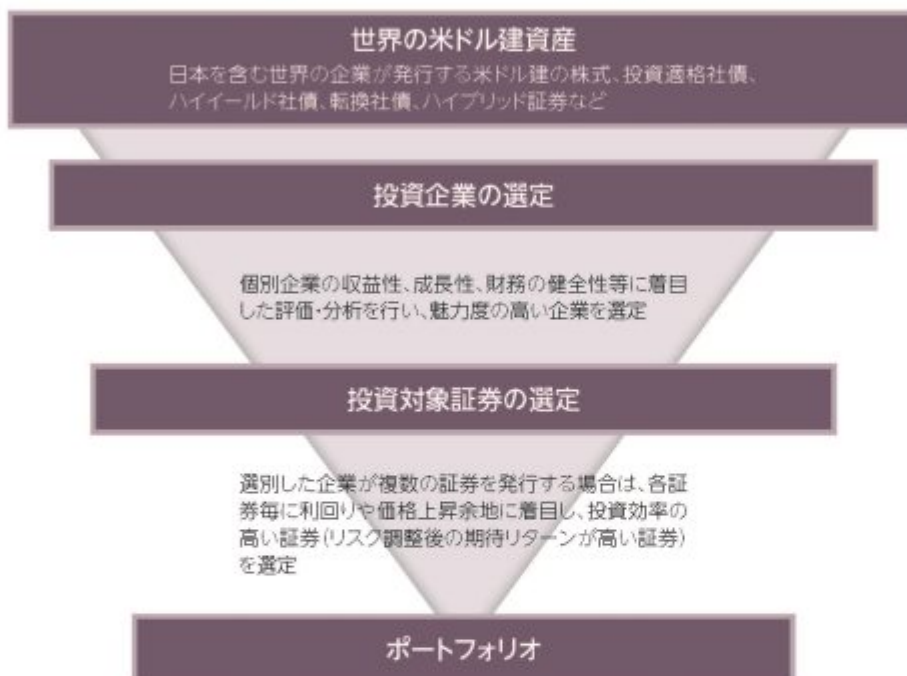 世界の米ドル建資産
日本を含む世界の企業が発行する米ドル建の株式、投資適格社債、
ハイイールド社債、転換社債、ハイブリッド証券など
投資企業の選定
個別企業の収益性、成長性、財務の健全性等に着目
した評価・分析を行い、魅力度の高い企業を選定
投資対象証券の選定
選別した企業が複数の証券を発行する場合は、各証
券毎に利回りや価格上昇余地に着目し、投資効率の
高い証券(リスク調整後の期待リターンが高い証券)
を選定
ポートフォリオ